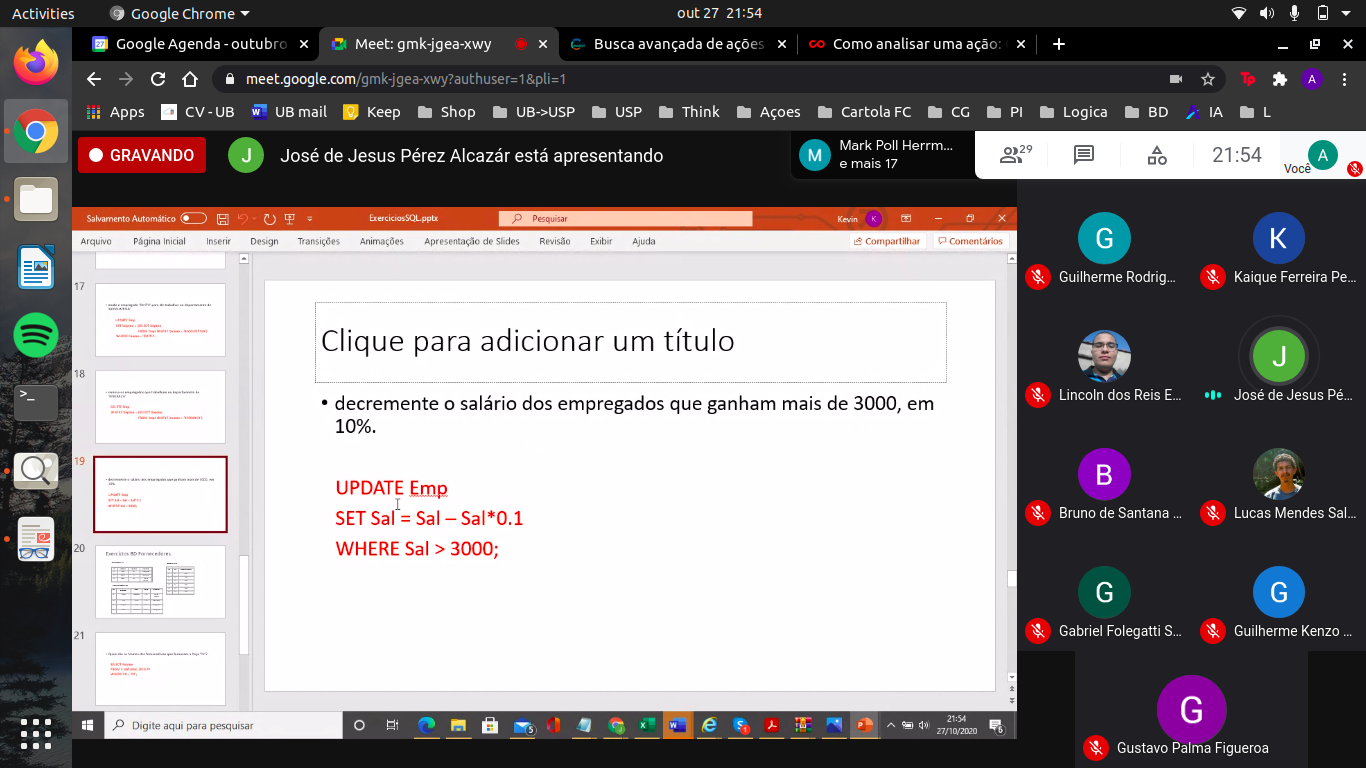 Activities
Google Chrome
out 27 21:54
Google Agenda - outubro
Meet: gmk-jgea-xwy
Busca avançada de ações
Como analisar uma ação:
meet.google.com/gmk-jgea-xwy?authuser=1&pli=1
Apps
CV - UB
UB mail
Keep
Shop
UB->USP
USP
Think
Açoes
Cartola FC
CG
PI
Logica
BD
IA
L
GRAVANDO
J
José de Jesus Pérez Alcazár está apresentando
M
Mark Poll Herrm...
e mais 17
29
21:54
Você
A
Salvamento Automático
ExerciciosSQL.pptx
Pesquisar
Kevin
K
Arquivo
Página Inicial
Inserir
Design
Transições
Animações
Apresentação de Slides
Revisão
Exibir
Ajuda
Compartilhar
Comentários
17
18
19
20
Exercícios BD Fornecedores
21
Clique para adicionar um título
• decremente o salário dos empregados que ganham mais de 3000, em
10%.
UPDATE Emp
SET Sal = Sal – Sal*0.1
WHERE Sal > 3000;
G
Guilherme Rodrig...
K
Kaique Ferreira Pe...
Lincoln dos Reis E...
J
José de Jesus Pé...
B
Bruno de Santana ...
Lucas Mendes Sal...
G
Gabriel Folegatti S...
G
Guilherme Kenzo ...
G
Gustavo Palma Figueroa
Digite aqui para pesquisar
21:54
27/10/2020